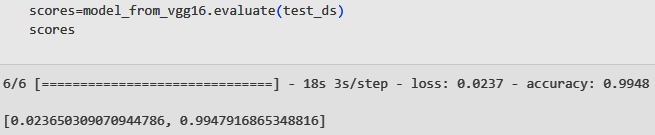 scores=model_from_vgg16.evaluate(test_ds)
scores
6/6 [==============================] - 18s 3s/step - loss: 0.0237 - accuracy: 0.9948
[0.023650309070944786, 0.9947916865348816]